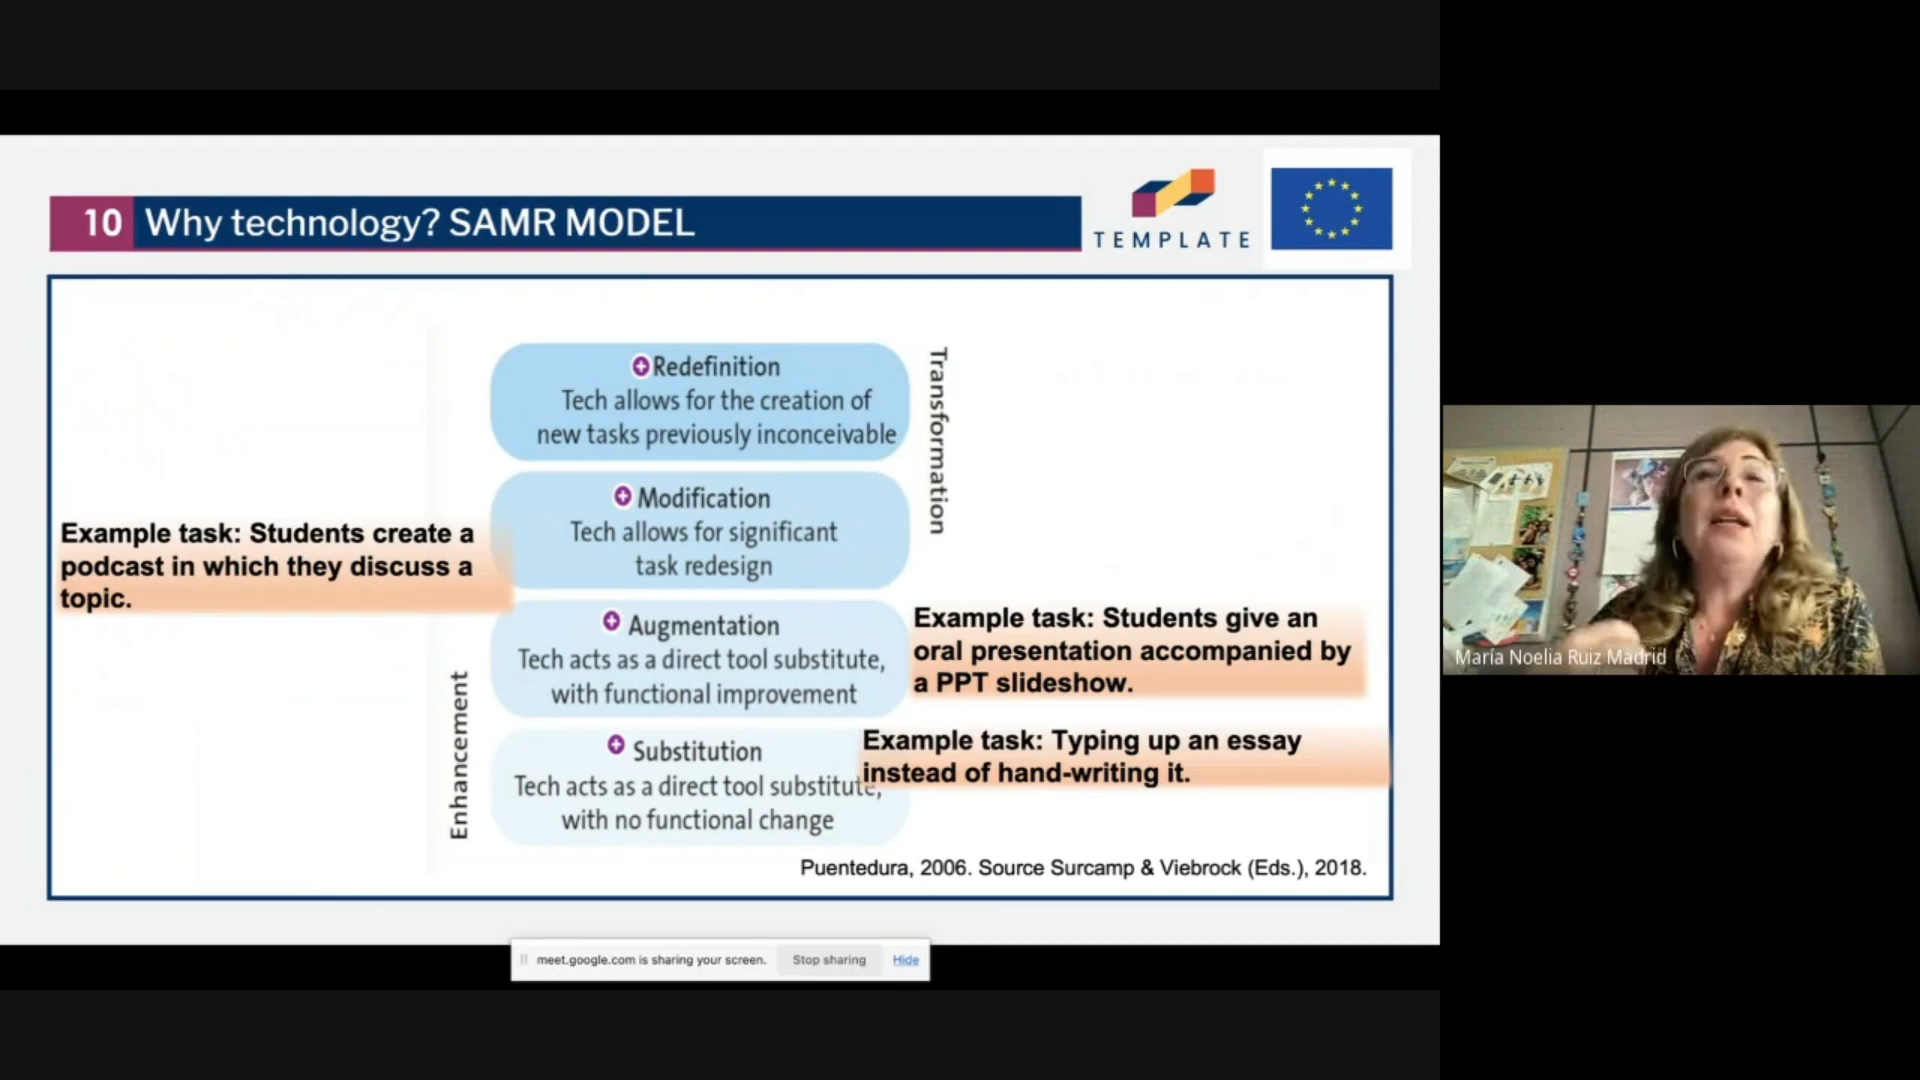 10 Why technology? SAMR MODEL
TEMPLATE
Redefinition
Tech allows for the creation of
new tasks previously inconceivable
Transformation
Modification
Tech allows for significant
task redesign
Example task: Students create a
podcast in which they discuss a
topic.
Augmentation
Tech acts as a direct tool substitute,
with functional improvement
Example task: Students give an
oral presentation accompanied by
a PPT slideshow.
Enhancement
Substitution
Tech acts as a direct tool substitute,
with no functional change
Example task: Typing up an essay
instead of hand-writing it.
Puentedura, 2006. Source Surcamp & Viebrock (Eds.), 2018.
María Noelia Ruiz Madrid
meet.google.com is sharing your screen.
Stop sharing
Hide